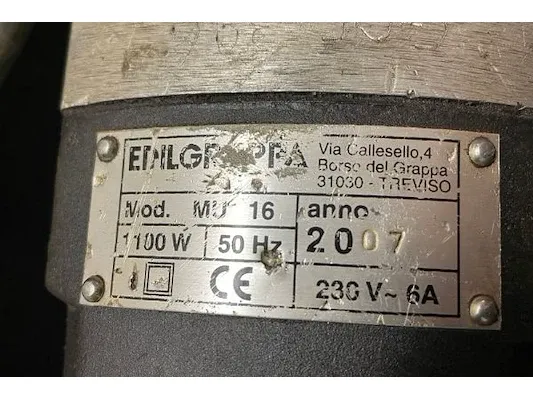 EDILGRAPPA
Via Callesello,4
Borso del Grappa
31030 - TREVISO
Mod. MU 16
anno
1100 W
50 Hz
2007
CE
230 V~ 6A